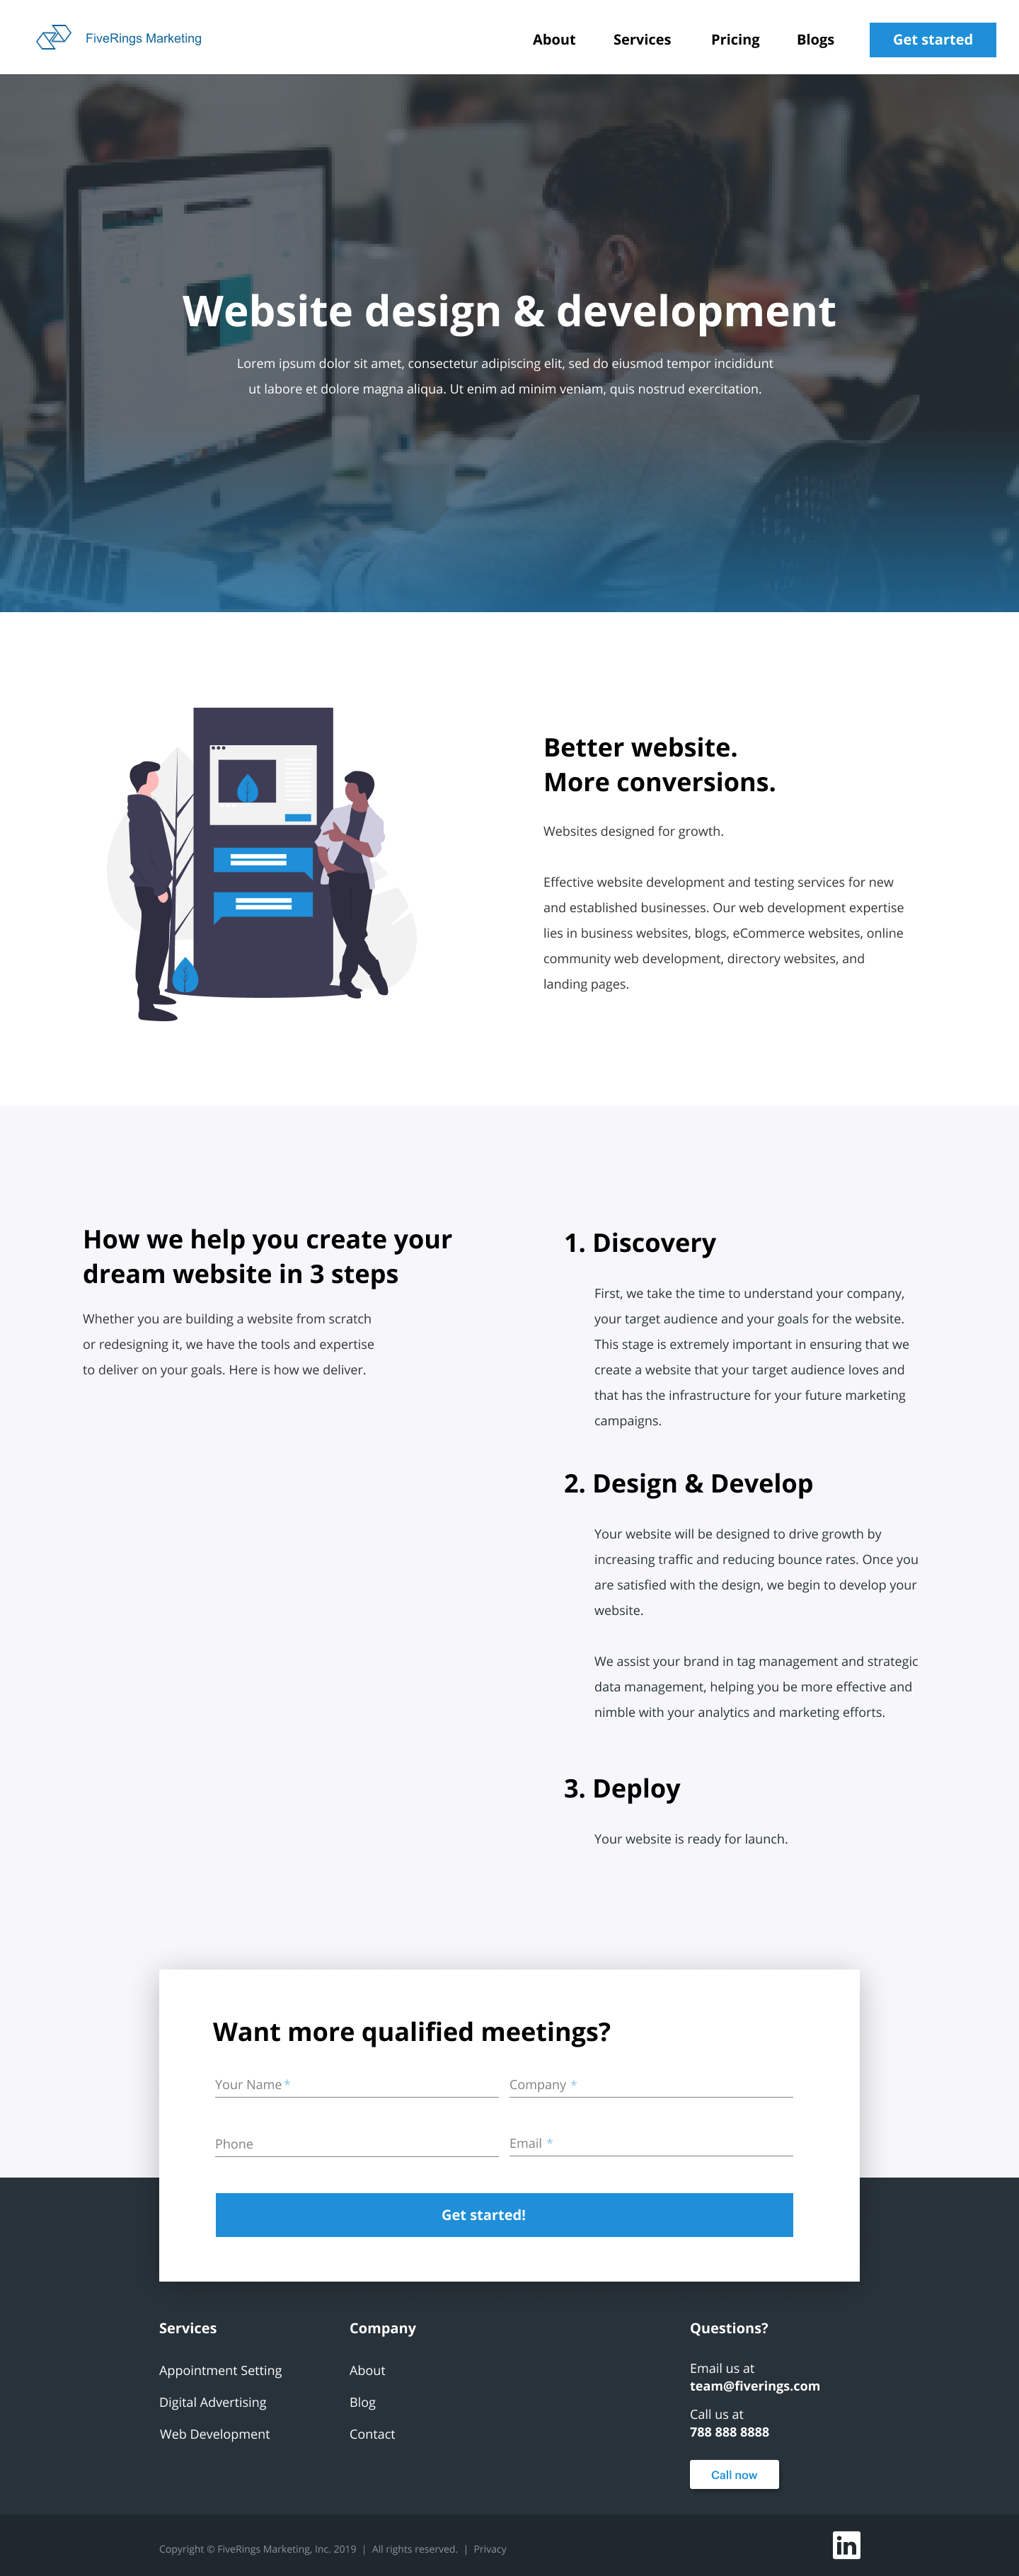 FiveRings Marketing
About
Services
Pricing
Blogs
Get started
Website design & development
Lorem ipsum dolor sit amet, consectetur adipiscing elit, sed do eiusmod tempor incididunt
ut labore et dolore magna aliqua. Ut enim ad minim veniam, quis nostrud exercitation.
Better website.
More conversions.
Websites designed for growth.
Effective website development and testing services for new
and established businesses. Our web development expertise
lies in business websites, blogs, eCommerce websites, online
community web development, directory websites, and
landing pages.
How we help you create your
dream website in 3 steps
Whether you are building a website from scratch
or redesigning it, we have the tools and expertise
to deliver on your goals. Here is how we deliver.
1. Discovery
First, we take the time to understand your company,
your target audience and your goals for the website.
This stage is extremely important in ensuring that we
create a website that your target audience loves and
that has the infrastructure for your future marketing
campaigns.
2. Design & Develop
Your website will be designed to drive growth by
increasing traffic and reducing bounce rates. Once you
are satisfied with the design, we begin to develop your
website.
We assist your brand in tag management and strategic
data management, helping you be more effective and
nimble with your analytics and marketing efforts.
3. Deploy
Your website is ready for launch.
Want more qualified meetings?
Your Name *
Company *
Phone
Email *
Get started!
Services
Appointment Setting
Digital Advertising
Web Development
Company
About
Blog
Contact
Questions?
Email us at
team@fiverings.com
Call us at
788 888 8888
Call now
Copyright © FiveRings Marketing, Inc. 2019 | All rights reserved. | Privacy
in